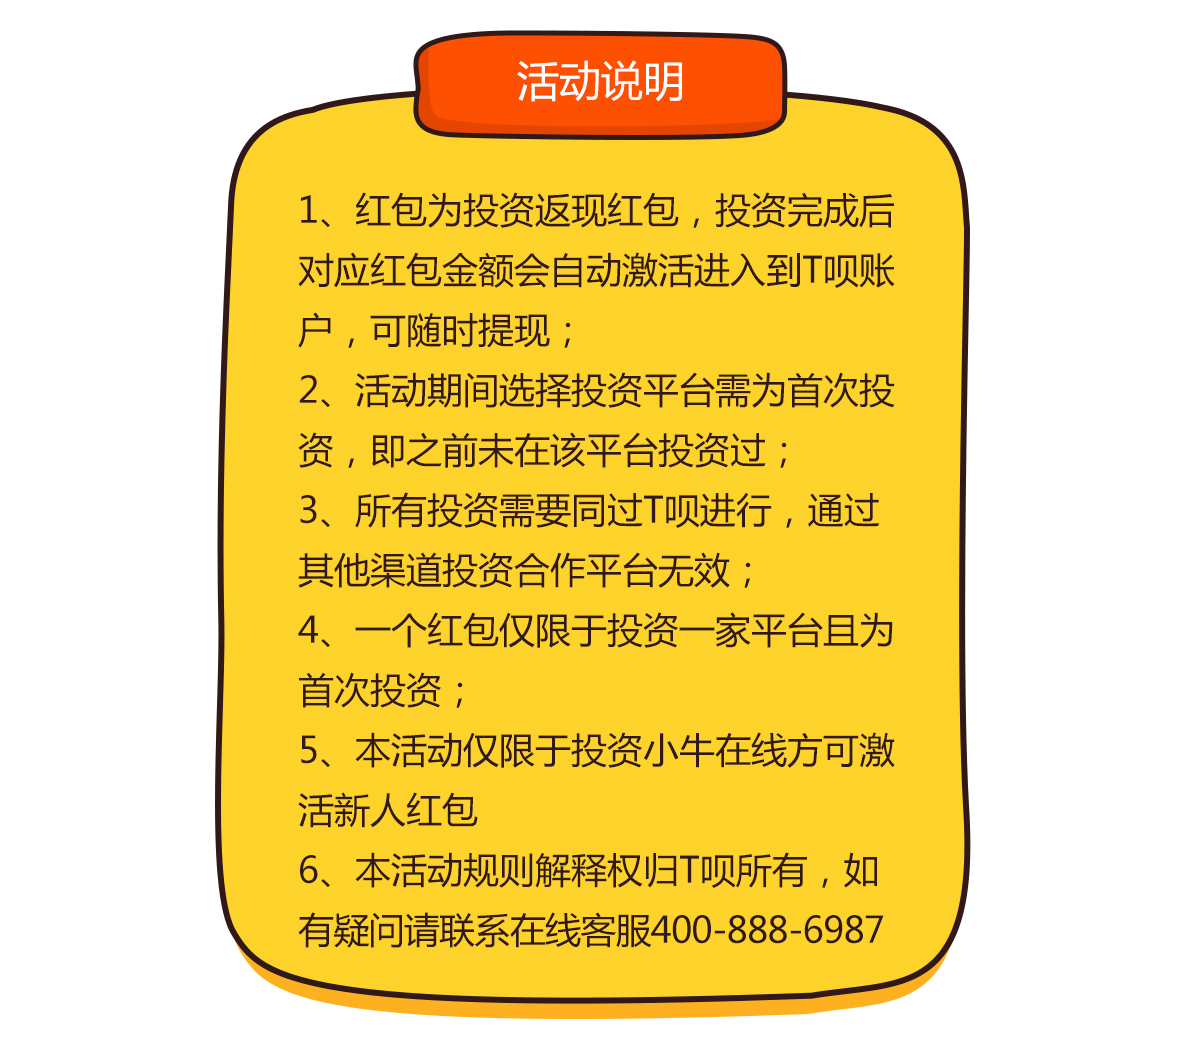 活动说明
1、红包为投资返现红包，投资完成后
对应红包金额会自动激活进入到T呗账
户，可随时提现；
2、活动期间选择投资平台需为首次投
资，即之前未在该平台投资过；
3、所有投资需要同过T呗进行，通过
其他渠道投资合作平台无效；
4、一个红包仅限于投资一家平台且为
首次投资；
5、本活动仅限于投资小牛在线方可激
活新人红包
6、本活动规则解释权归T呗所有，如
有疑问请联系在线客服400-888-6987